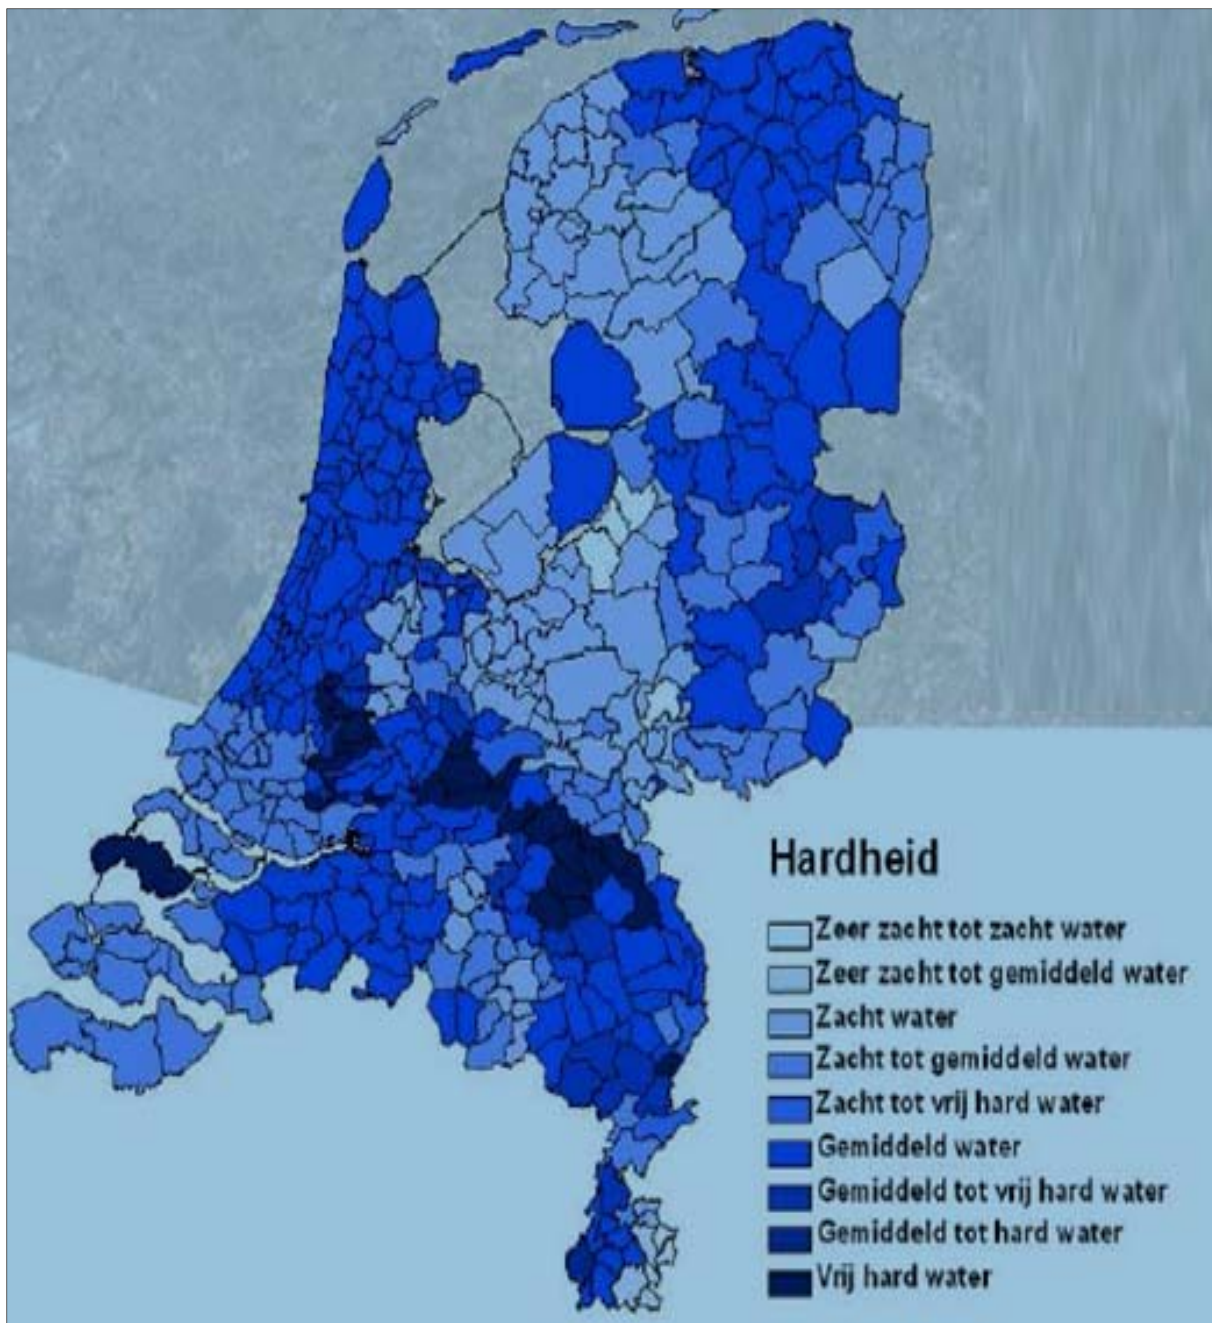 Hardheid
Zeer zacht tot zacht water
Zeer zacht tot gemiddeld water
Zacht water
Zacht tot gemiddeld water
Zacht tot vrij hard water
Gemiddeld water
Gemiddeld tot vrij hard water
Gemiddeld tot hard water
Vrij hard water